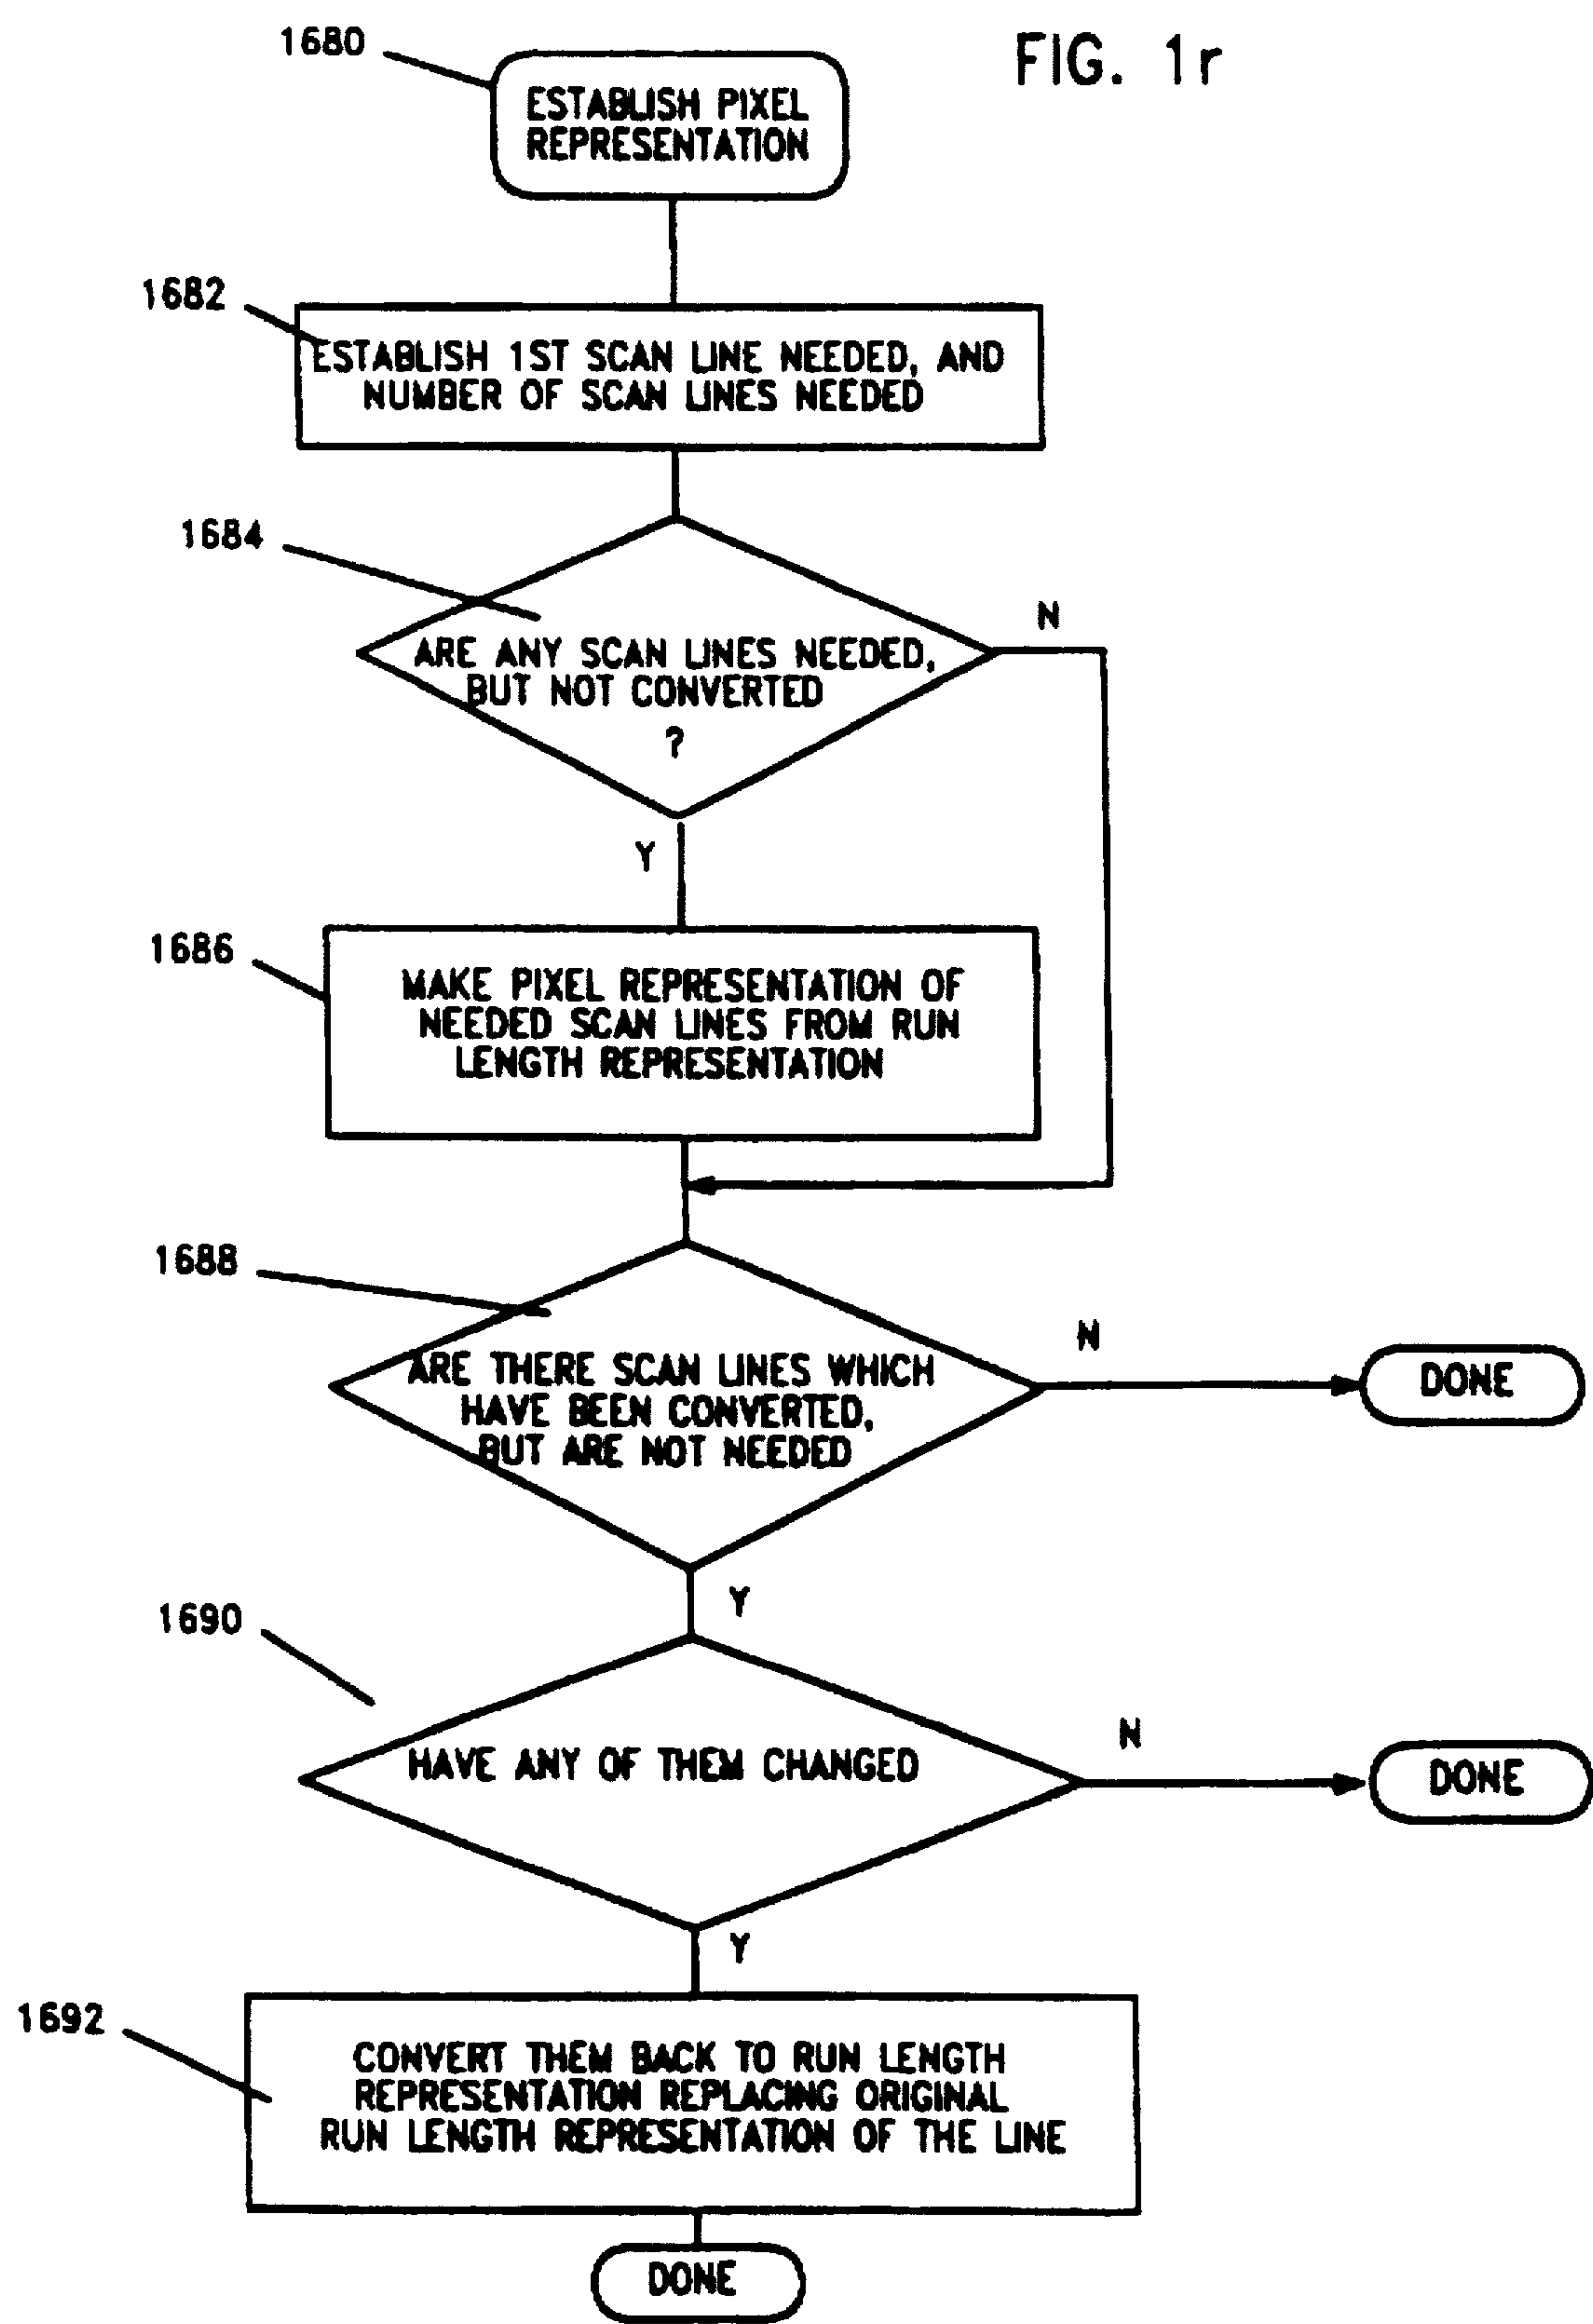 1680
FIG. 1r
ESTABLISH PIXEL
REPRESENTATION
1682
ESTABLISH 1ST SCAN LINE NEEDED, AND
NUMBER OF SCAN LINES NEEDED
1684
N
ARE ANY SCAN LINES NEEDED,
BUT NOT CONVERTED
?
Y
1686
MAKE PIXEL REPRESENTATION OF
NEEDED SCAN LINES FROM RUN
LENGTH REPRESENTATION
1688
N
ARE THERE SCAN LINES WHICH
HAVE BEEN CONVERTED,
BUT ARE NOT NEEDED
DONE
Y
1690
N
HAVE ANY OF THEM CHANGED
DONE
Y
1692
CONVERT THEM BACK TO RUN LENGTH
REPRESENTATION REPLACING ORIGINAL
RUN LENGTH REPRESENTATION OF THE LINE
DONE